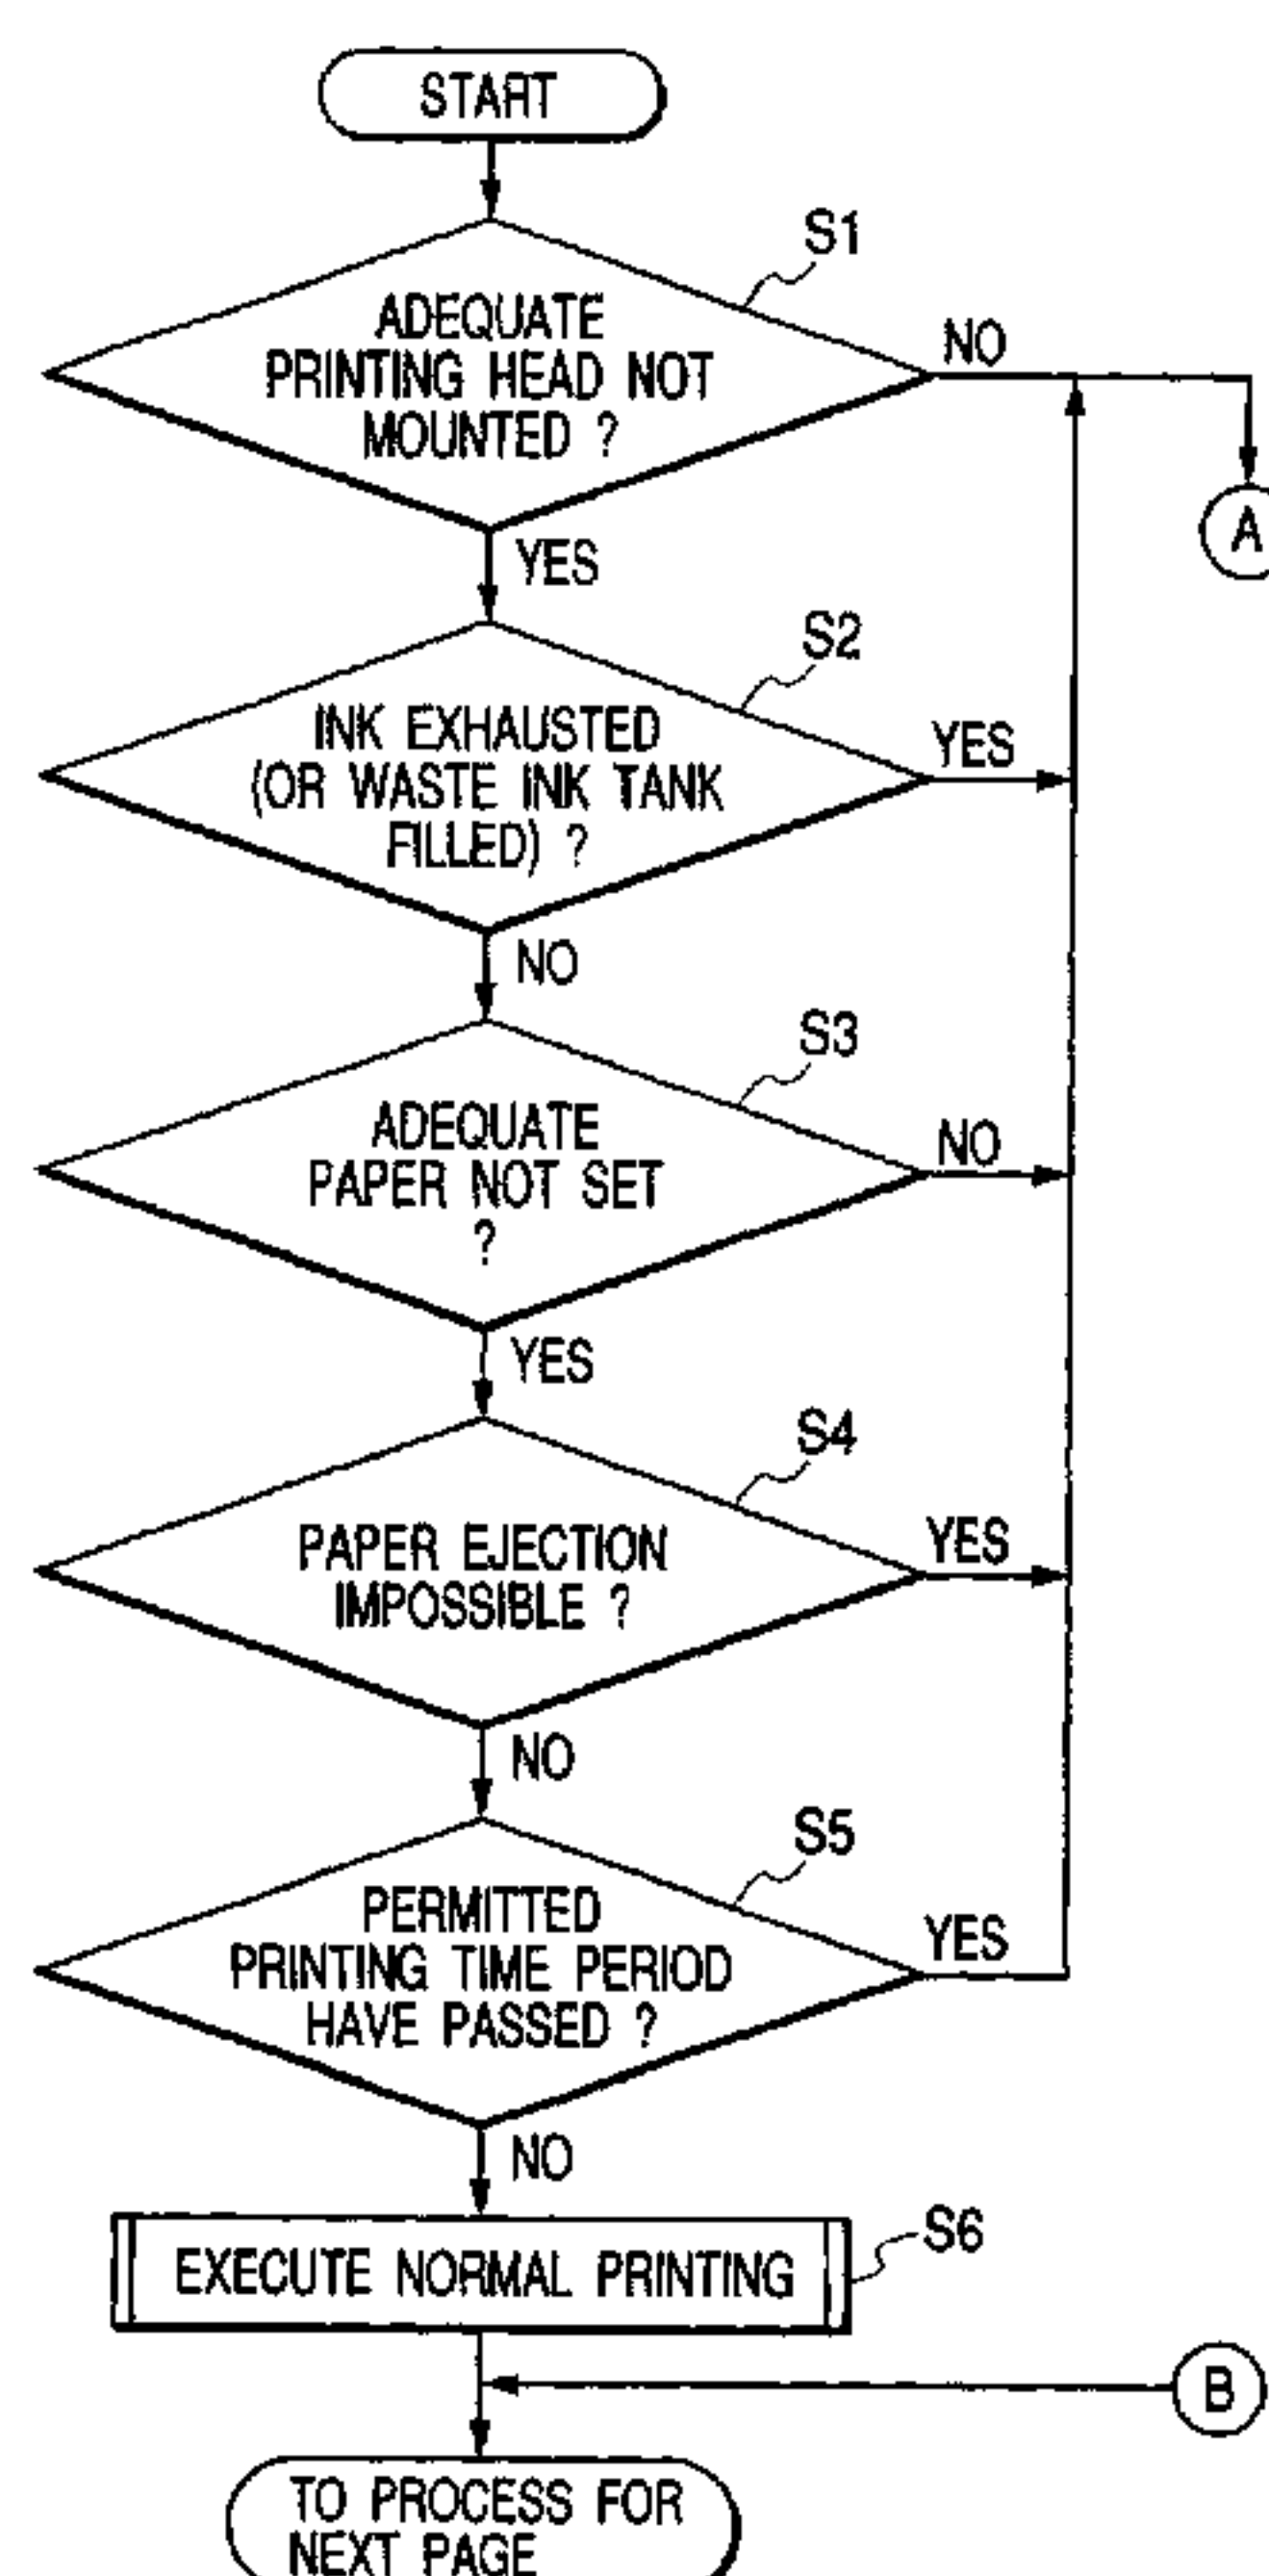 START
S1
ADEQUATE
PRINTING HEAD NOT
MOUNTED ?
NO
A
YES
S2
INK EXHAUSTED
(OR WASTE INK TANK
FILLED) ?
YES
NO
S3
ADEQUATE
PAPER NOT SET
?
NO
YES
S4
PAPER EJECTION
IMPOSSIBLE ?
YES
NO
S5
PERMITTED
PRINTING TIME PERIOD
HAVE PASSED ?
YES
NO
EXECUTE NORMAL PRINTING
S6
B
TO PROCESS FOR
NEXT PAGE